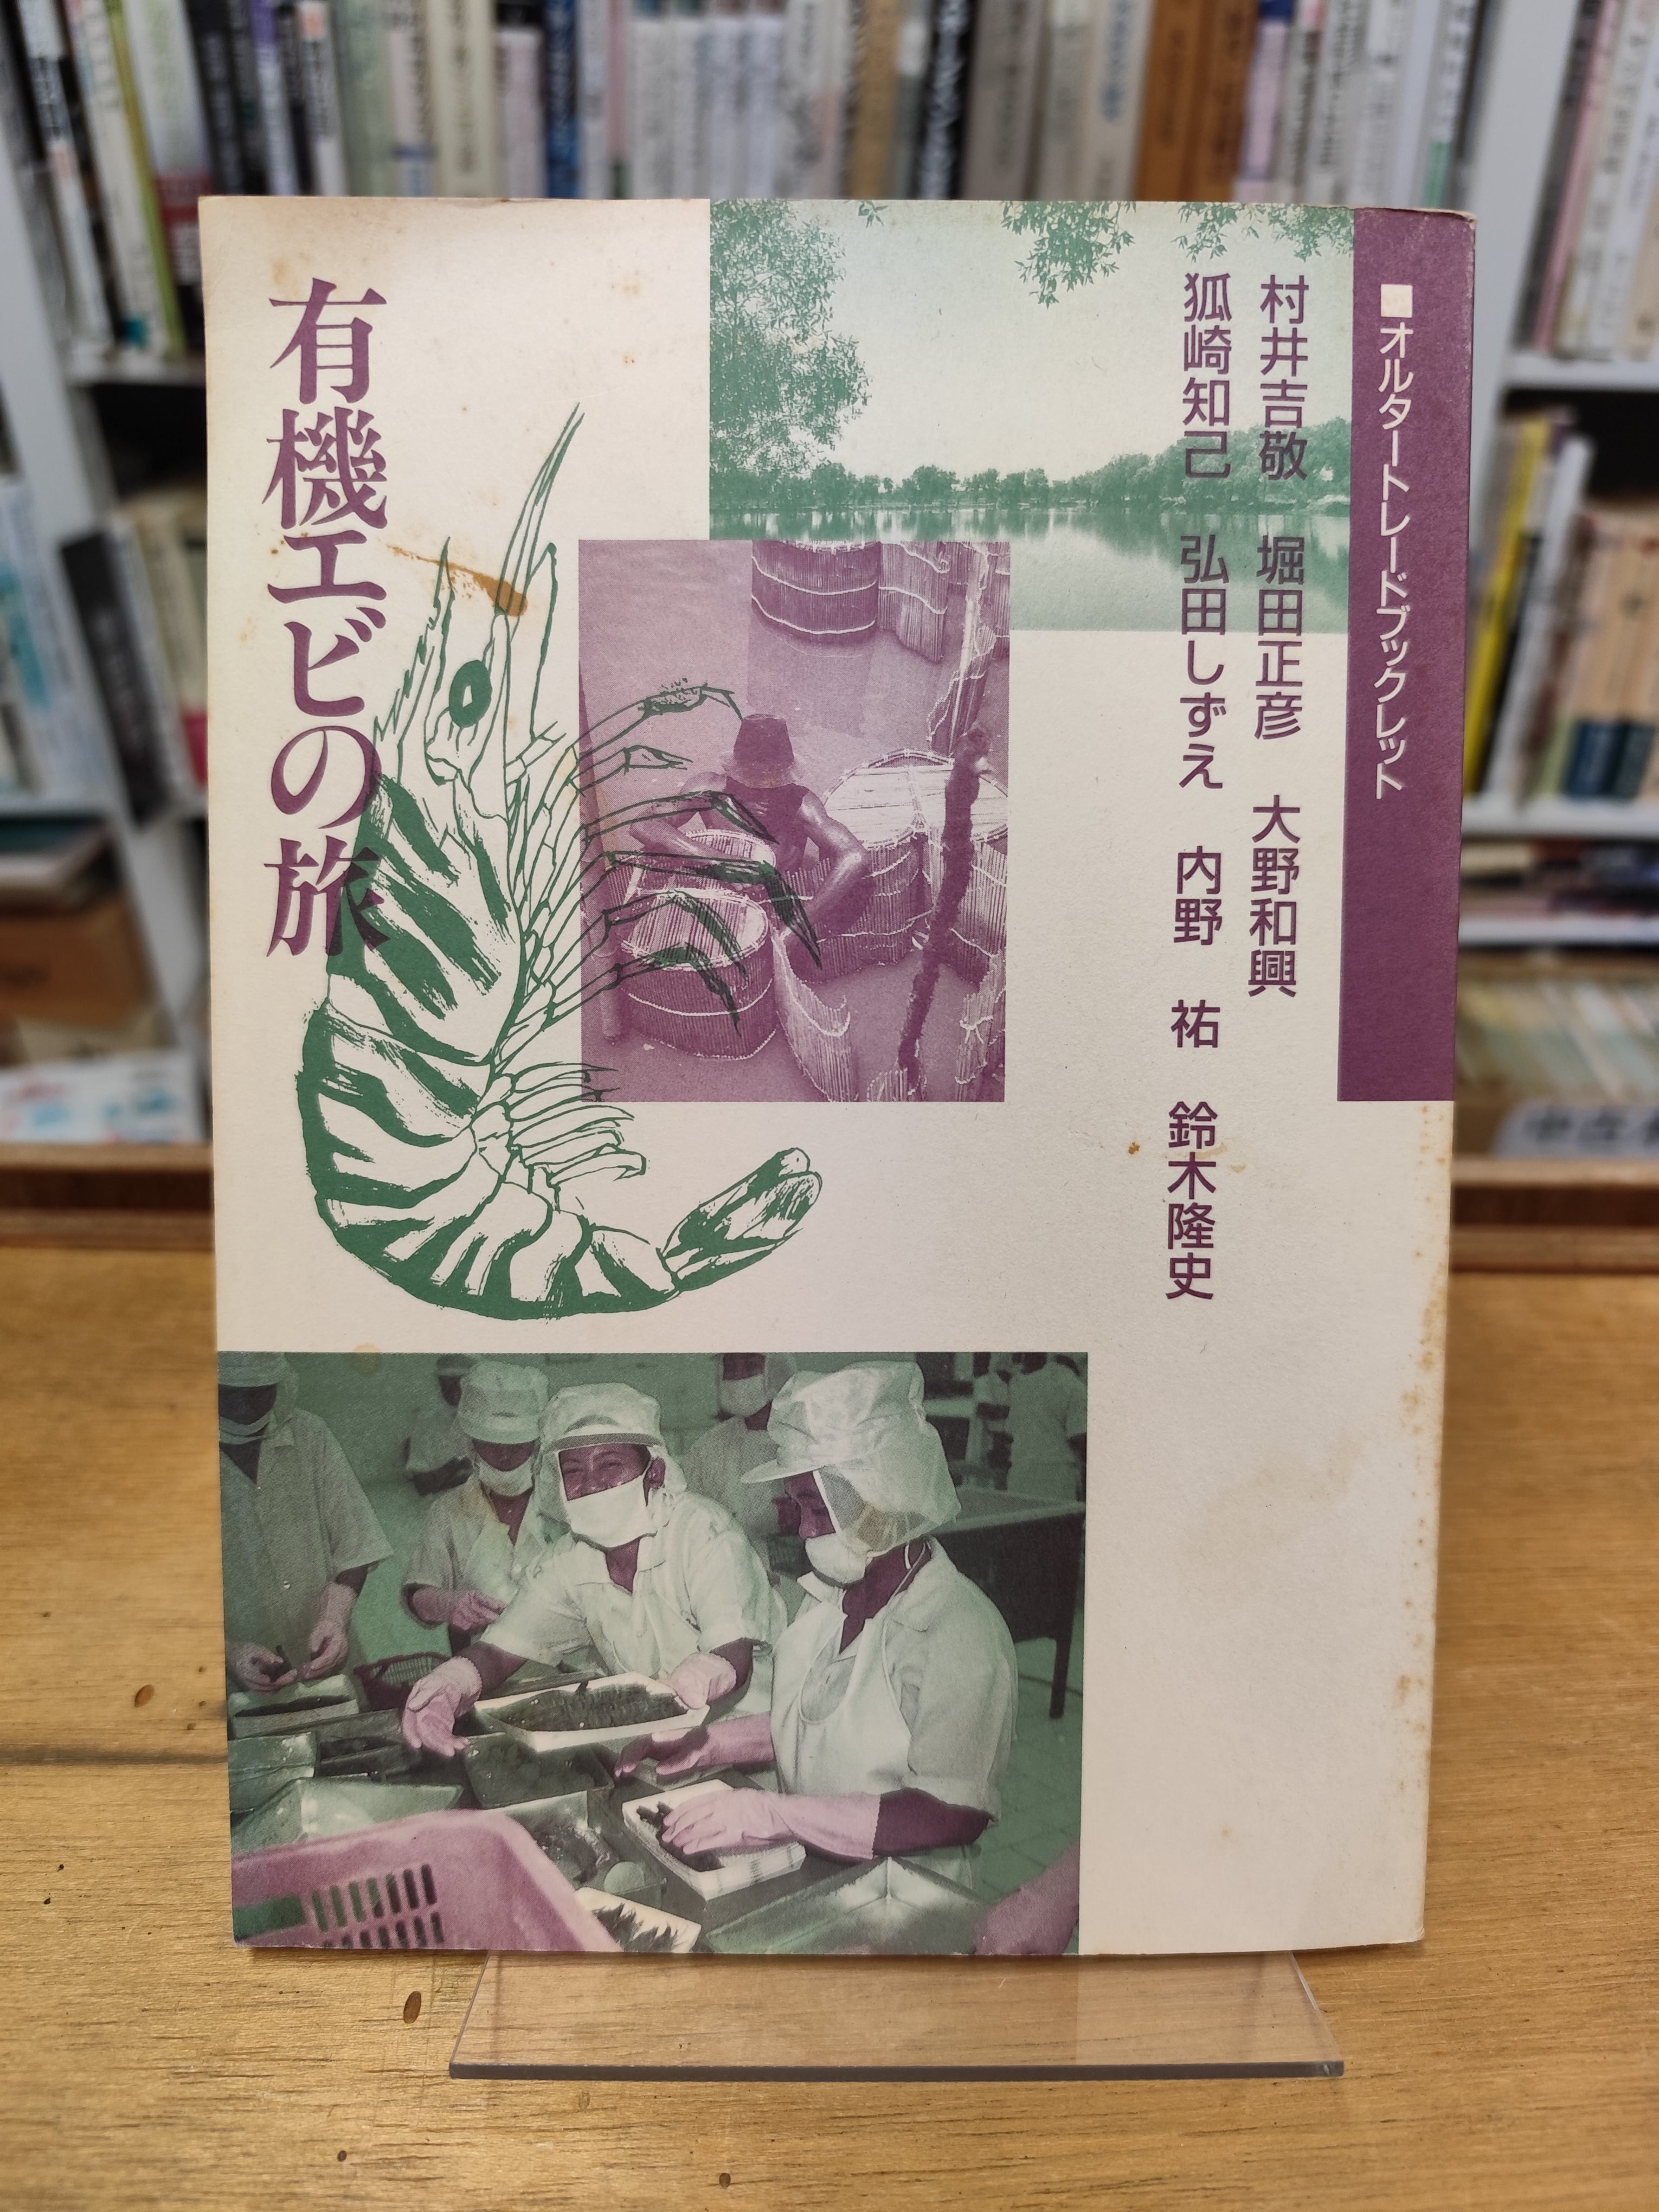 ■オルタートレードブックレット
村井吉敬　堀田正彦　大野和興
狐崎知己　弘田しずえ　内野　祐　鈴木隆史
有機エビの旅